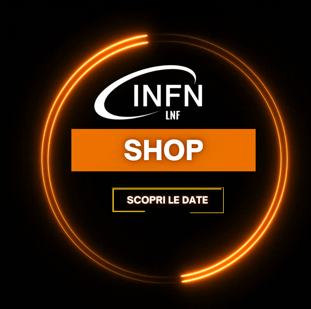 INFN
LNF
SHOP
SCOPRI LE DATE